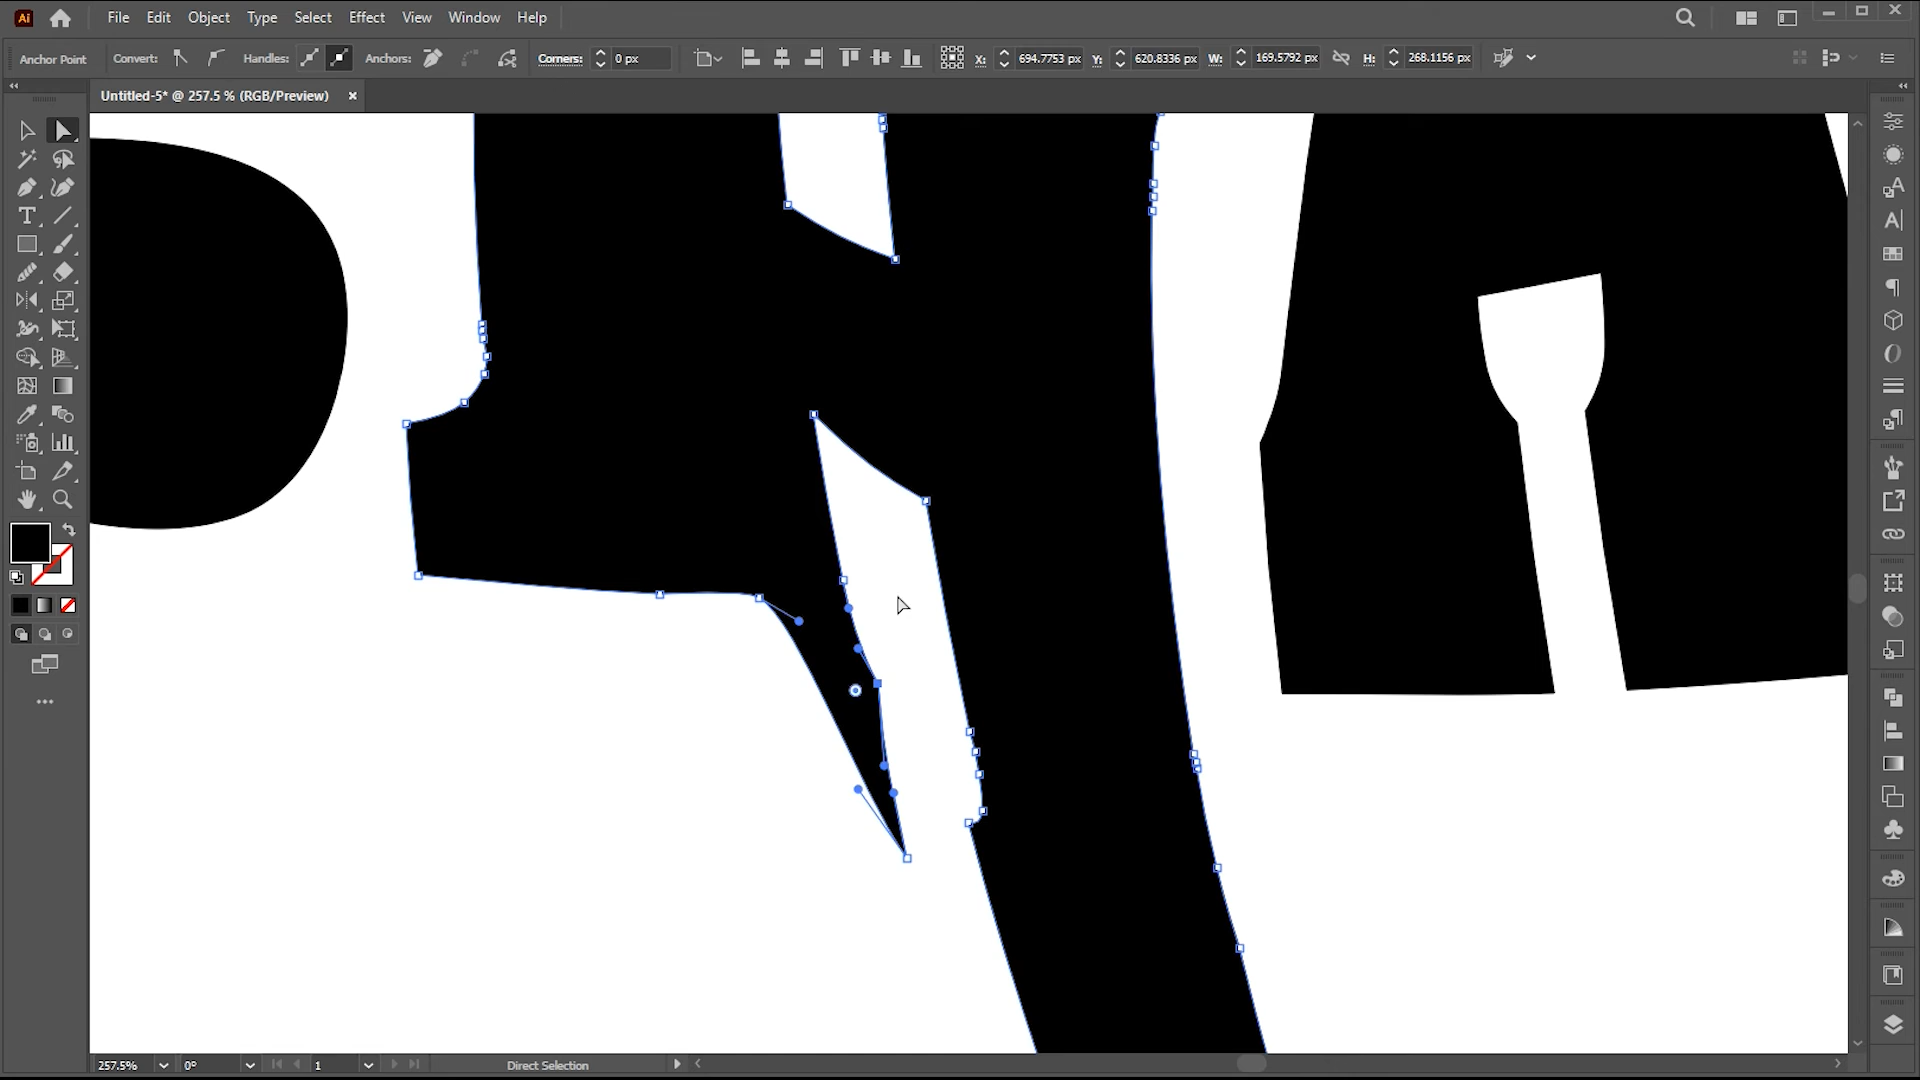 Ai File Edit Object Type Select Effect View Window Help
Anchor Point Convert: Handles: Anchors: Corners: 0 px X: 694.7753 px Y: 620.8336 px W: 169.5792 px H: 268.1156 px
Untitled-5* @ 257.5 % (RGB/Preview) ×
257.5% 0° 1 Direct Selection